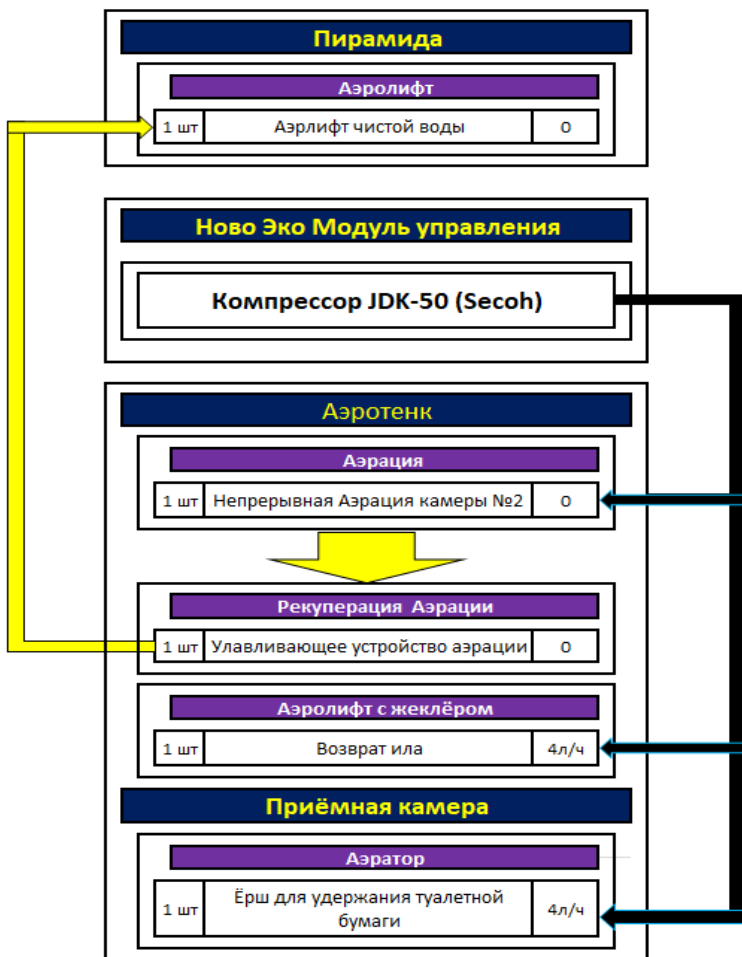 Пирамида
Аэролифт
1 шт Аэрлифт чистой воды 0
Ново Эко Модуль управления
Компрессор JDK-50 (Secoh)
Аэротенк
Аэрация
1 шт Непрерывная Аэрация камеры №2 0
Рекуперация Аэрации
1 шт Улавливающее устройство аэрации 0
Аэролифт с жеклёром
1 шт Возврат ила 4л/ч
Приёмная камера
Аэратор
1 шт Ёрш для удержания туалетной
бумаги 4л/ч